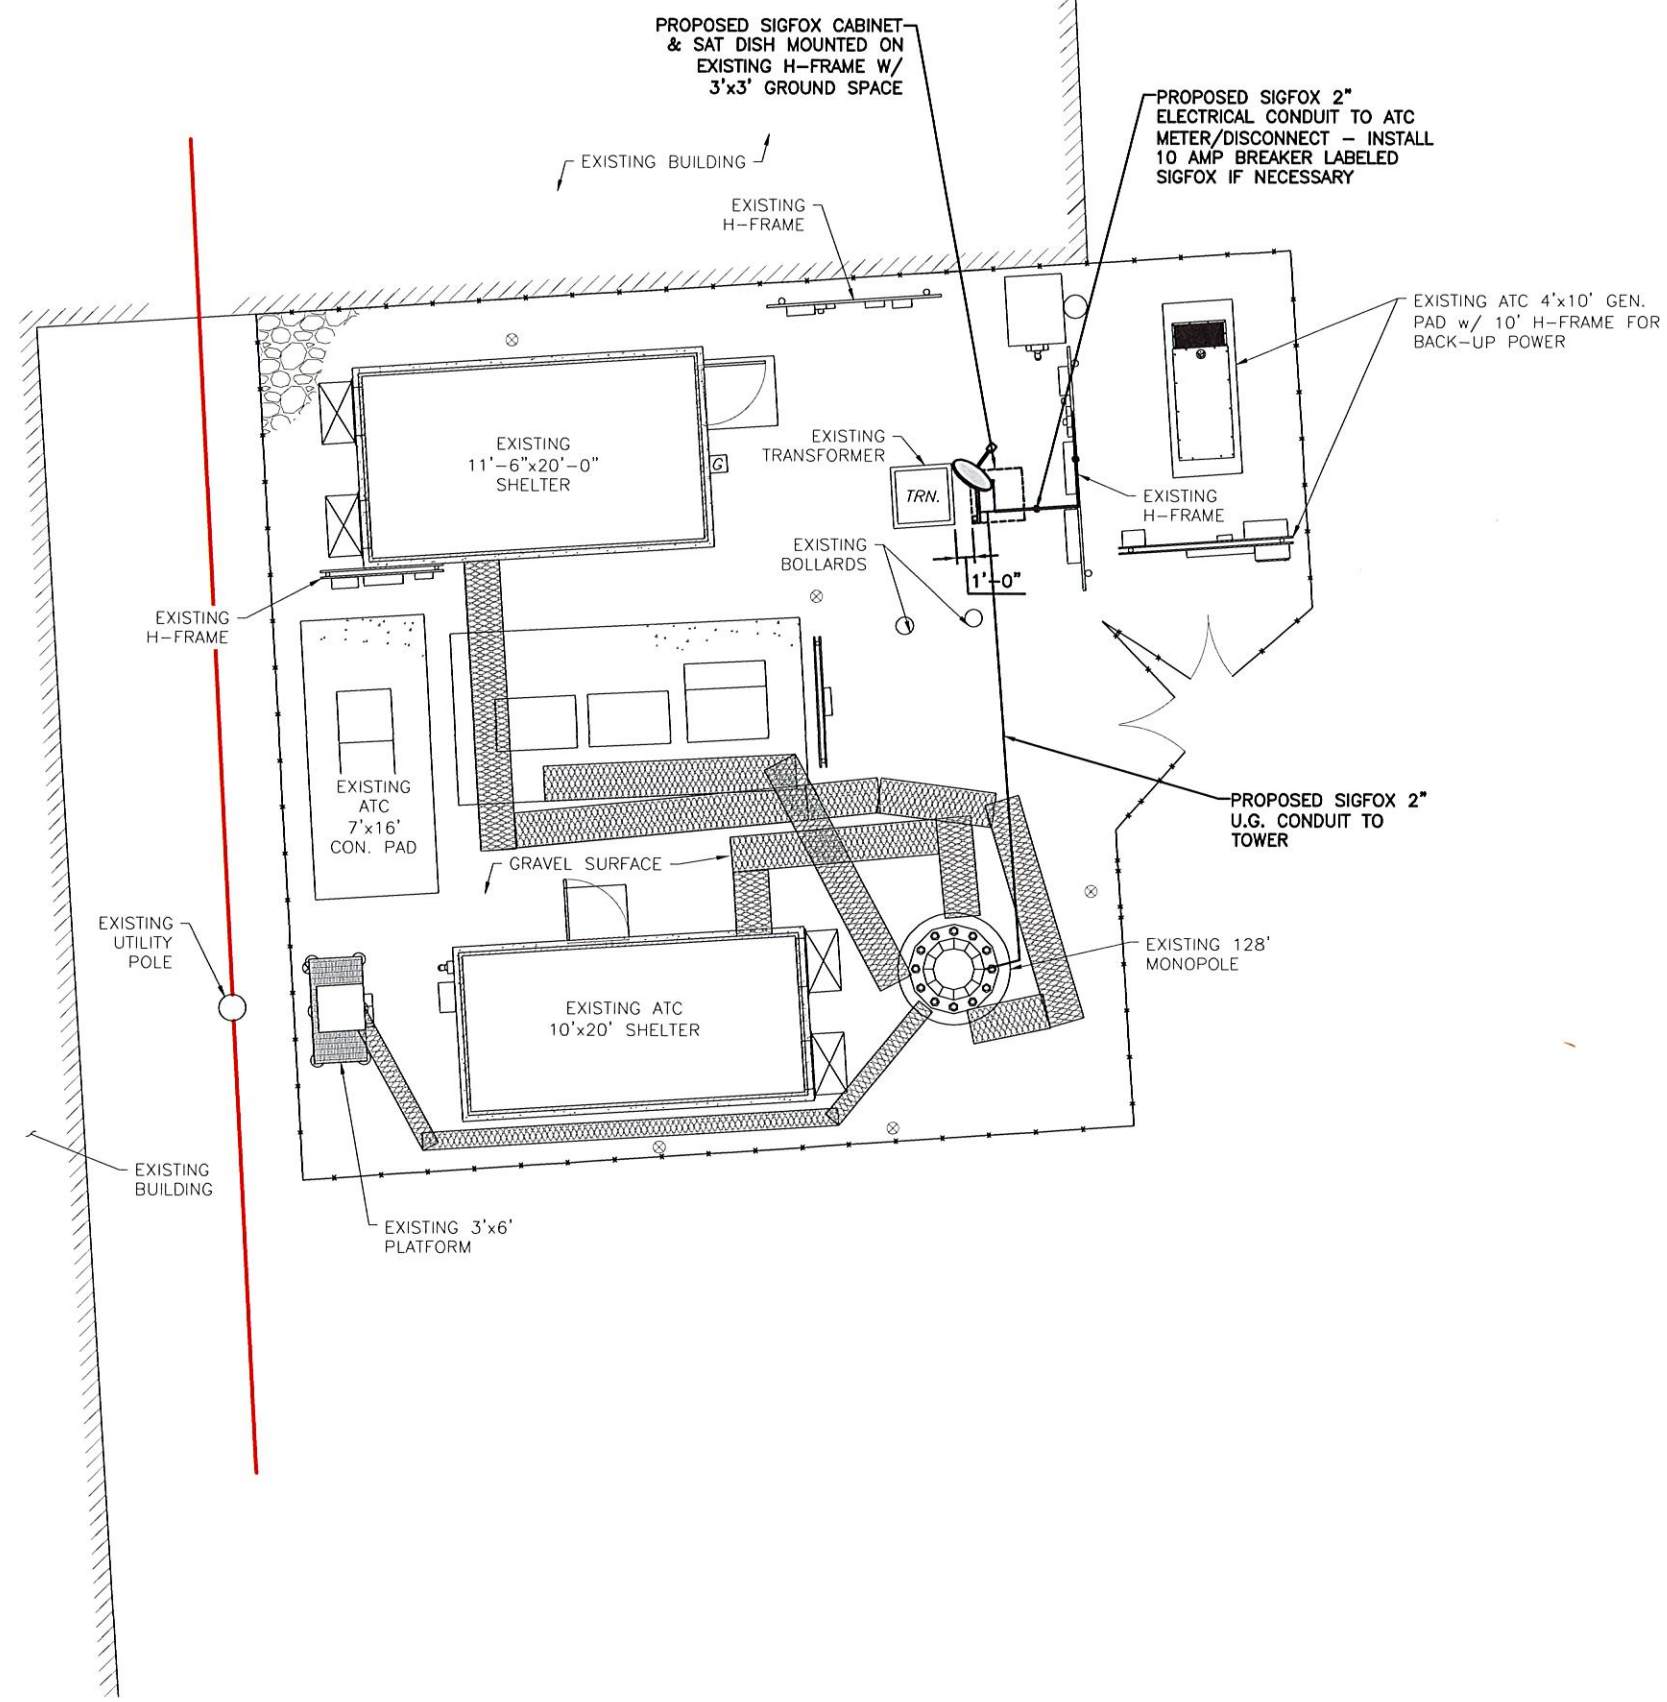 PROPOSED SIGFOX CABINET
& SAT DISH MOUNTED ON
EXISTING H-FRAME W/
3'x3' GROUND SPACE
PROPOSED SIGFOX 2"
ELECTRICAL CONDUIT TO ATC
METER/DISCONNECT - INSTALL
10 AMP BREAKER LABELED
SIGFOX IF NECESSARY
EXISTING BUILDING
EXISTING
H-FRAME
EXISTING ATC 4'x10' GEN.
PAD w/ 10' H-FRAME FOR
BACK-UP POWER
EXISTING
11'-6"x20'-0"
SHELTER
G
EXISTING
TRANSFORMER
TRN.
EXISTING
H-FRAME
EXISTING
BOLLARDS
1'-0"
EXISTING
H-FRAME
EXISTING
ATC
7'x16'
CON. PAD
PROPOSED SIGFOX 2"
U.G. CONDUIT TO
TOWER
GRAVEL SURFACE
EXISTING
UTILITY
POLE
EXISTING 128'
MONOPOLE
EXISTING ATC
10'x20' SHELTER
EXISTING
BUILDING
EXISTING 3'x6'
PLATFORM